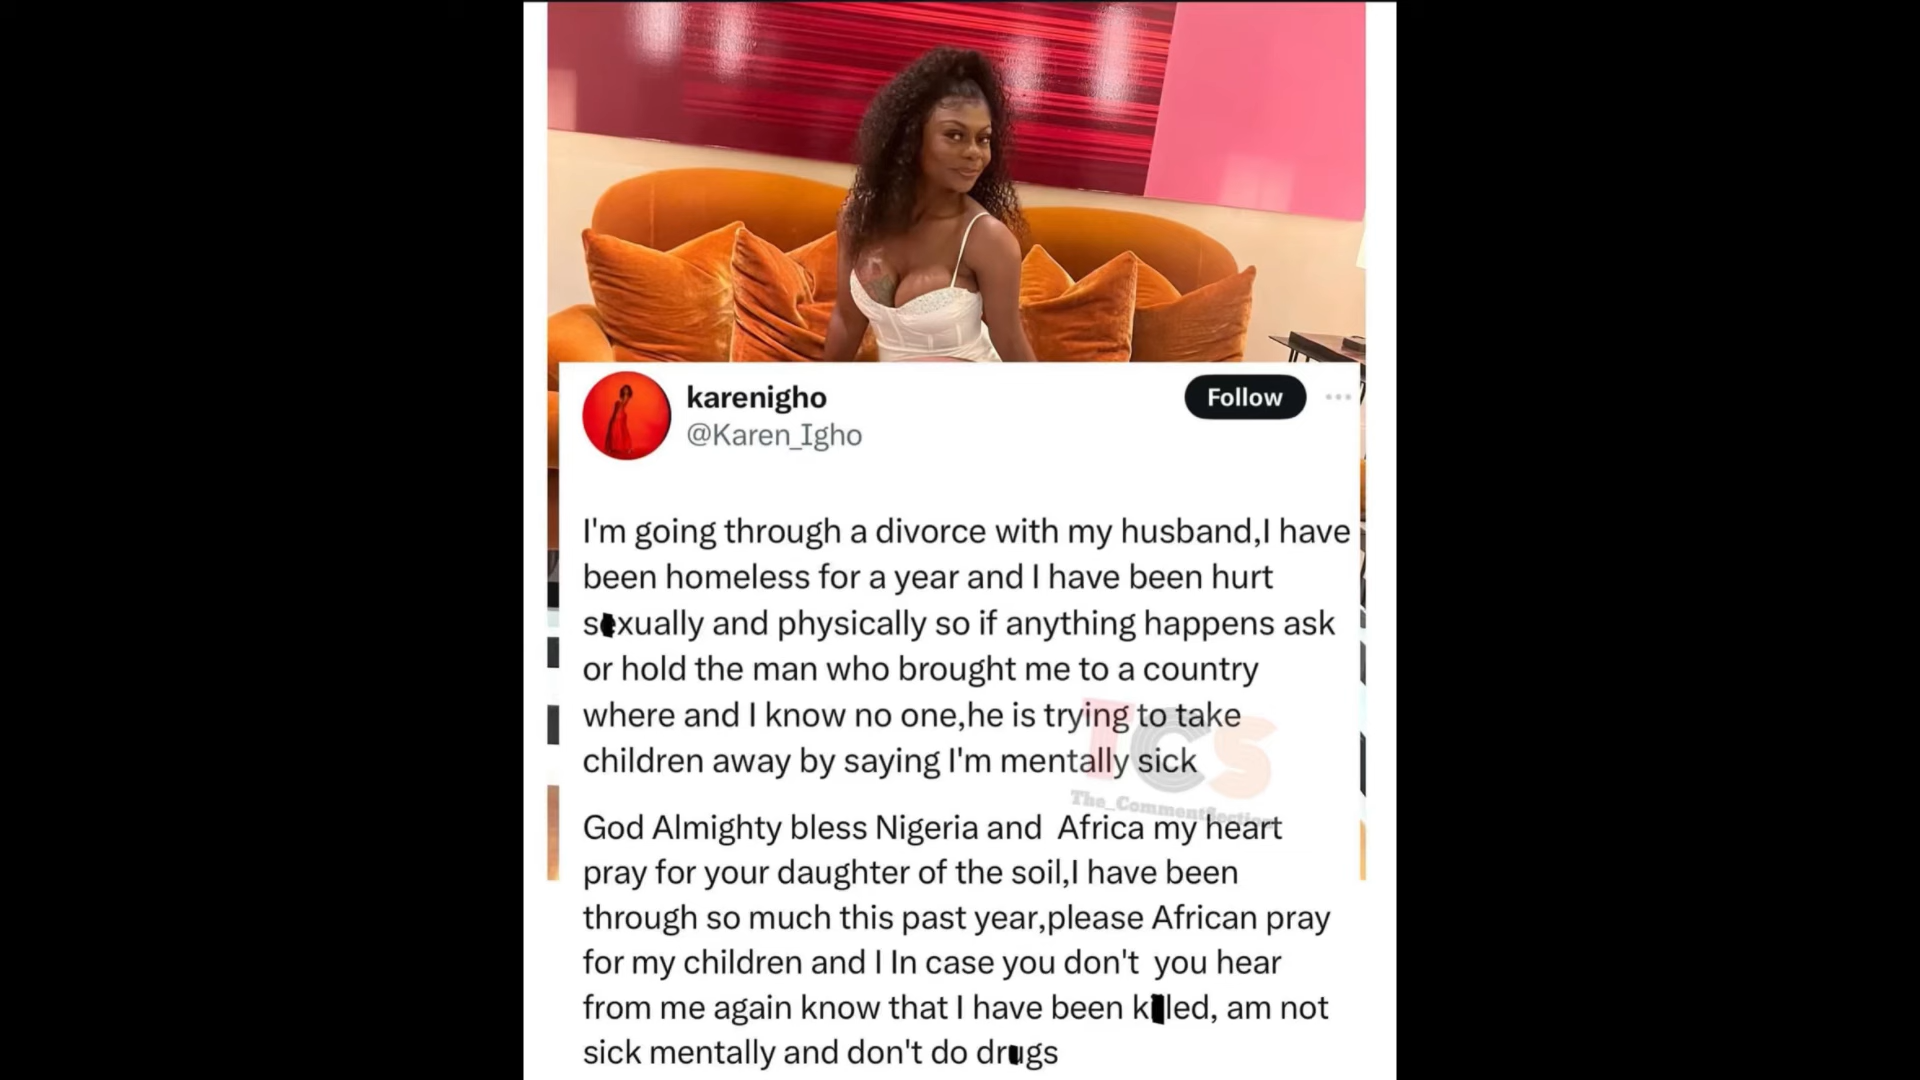 karenigho
Follow
@Karen_Igho
I'm going through a divorce with my husband,I have
been homeless for a year and I have been hurt
sexually and physically so if anything happens ask
or hold the man who brought me to a country
where and I know no one,he is trying to take
children away by saying I'm mentally sick
TCS
The_CommentSection
God Almighty bless Nigeria and Africa my heart
pray for your daughter of the soil,I have been
through so much this past year,please African pray
for my children and I In case you don't you hear
from me again know that I have been killed, am not
sick mentally and don't do drugs